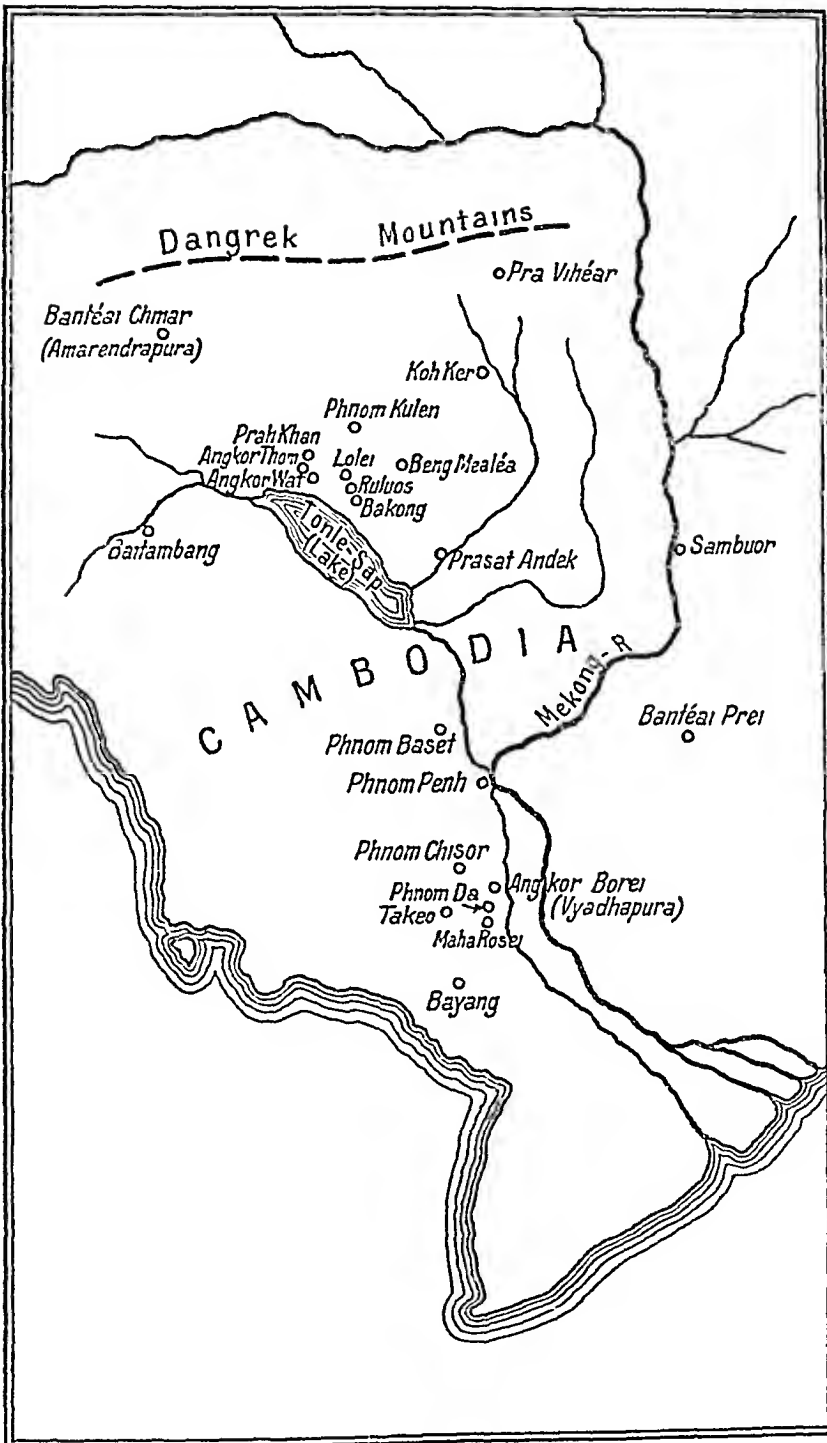 Dangrek Mountains
Pra Vihéar
Bantéai Chmar
(Amarendrapura)
Koh Ker
Phnom Kulen
Prah Khan
Angkor Thom
Lolei
Beng Mealéa
Angkor Wat
Ruluos
Bakong
Battambang
Tonle-Sap
(Lake)
Prasat Andek
Sambuor
CAMBODIA
Mekong-R
Bantéai Prei
Phnom Baset
Phnom Penh
Phnom Chisor
Angkor Borei
(Vyadhapura)
Phnom Da
Takeo
Maha Rosei
Bayang